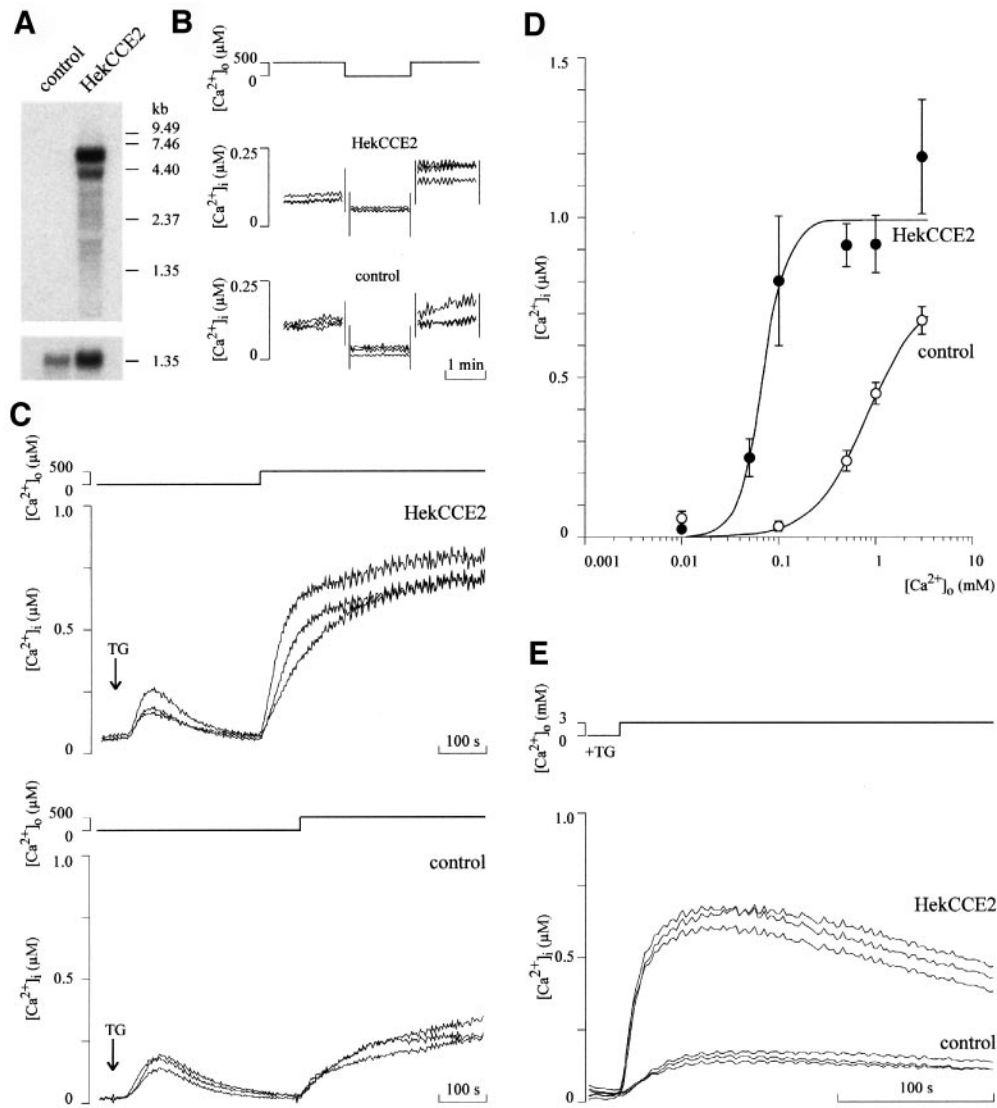 A
control
HekCCE2
kb
9.49
7.46
4.40
2.37
1.35
1.35
B
[Ca²⁺]ₒ (µM)
500
0
HekCCE2
[Ca²⁺]ᵢ (µM)
0.25
0
control
[Ca²⁺]ᵢ (µM)
0.25
0
1 min
C
[Ca²⁺]ₒ (µM)
500
0
HekCCE2
[Ca²⁺]ᵢ (µM)
1.0
0.5
0
TG
100 s
[Ca²⁺]ₒ (µM)
500
0
control
[Ca²⁺]ᵢ (µM)
1.0
0.5
0
TG
100 s
D
[Ca²⁺]ᵢ (µM)
1.5
1.0
0.5
0
HekCCE2
control
0.001
0.01
0.1
1
10
[Ca²⁺]ₒ (mM)
E
[Ca²⁺]ₒ (mM)
3
0
+TG
[Ca²⁺]ᵢ (µM)
1.0
0.5
0
HekCCE2
control
100 s